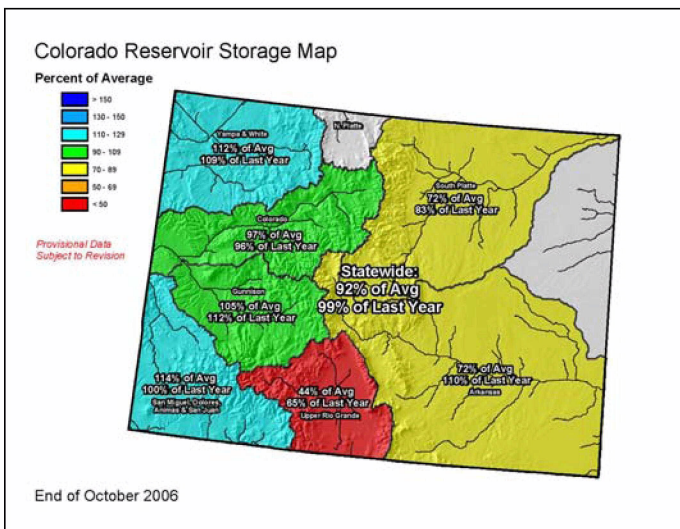 Colorado Reservoir Storage Map
Percent of Average
> 150
130 - 150
110 - 129
90 - 109
70 - 89
50 - 69
< 50
Provisional Data
Subject to Revision
Yampa & White
112% of Avg
109% of Last Year
N. Platte
South Platte
72% of Avg
83% of Last Year
Colorado
97% of Avg
96% of Last Year
Statewide:
92% of Avg
99% of Last Year
Gunnison
105% of Avg
112% of Last Year
114% of Avg
100% of Last Year
San Miguel, Dolores,
Animas & San Juan
44% of Avg
65% of Last Year
Upper Rio Grande
72% of Avg
110% of Last Year
Arkansas
End of October 2006